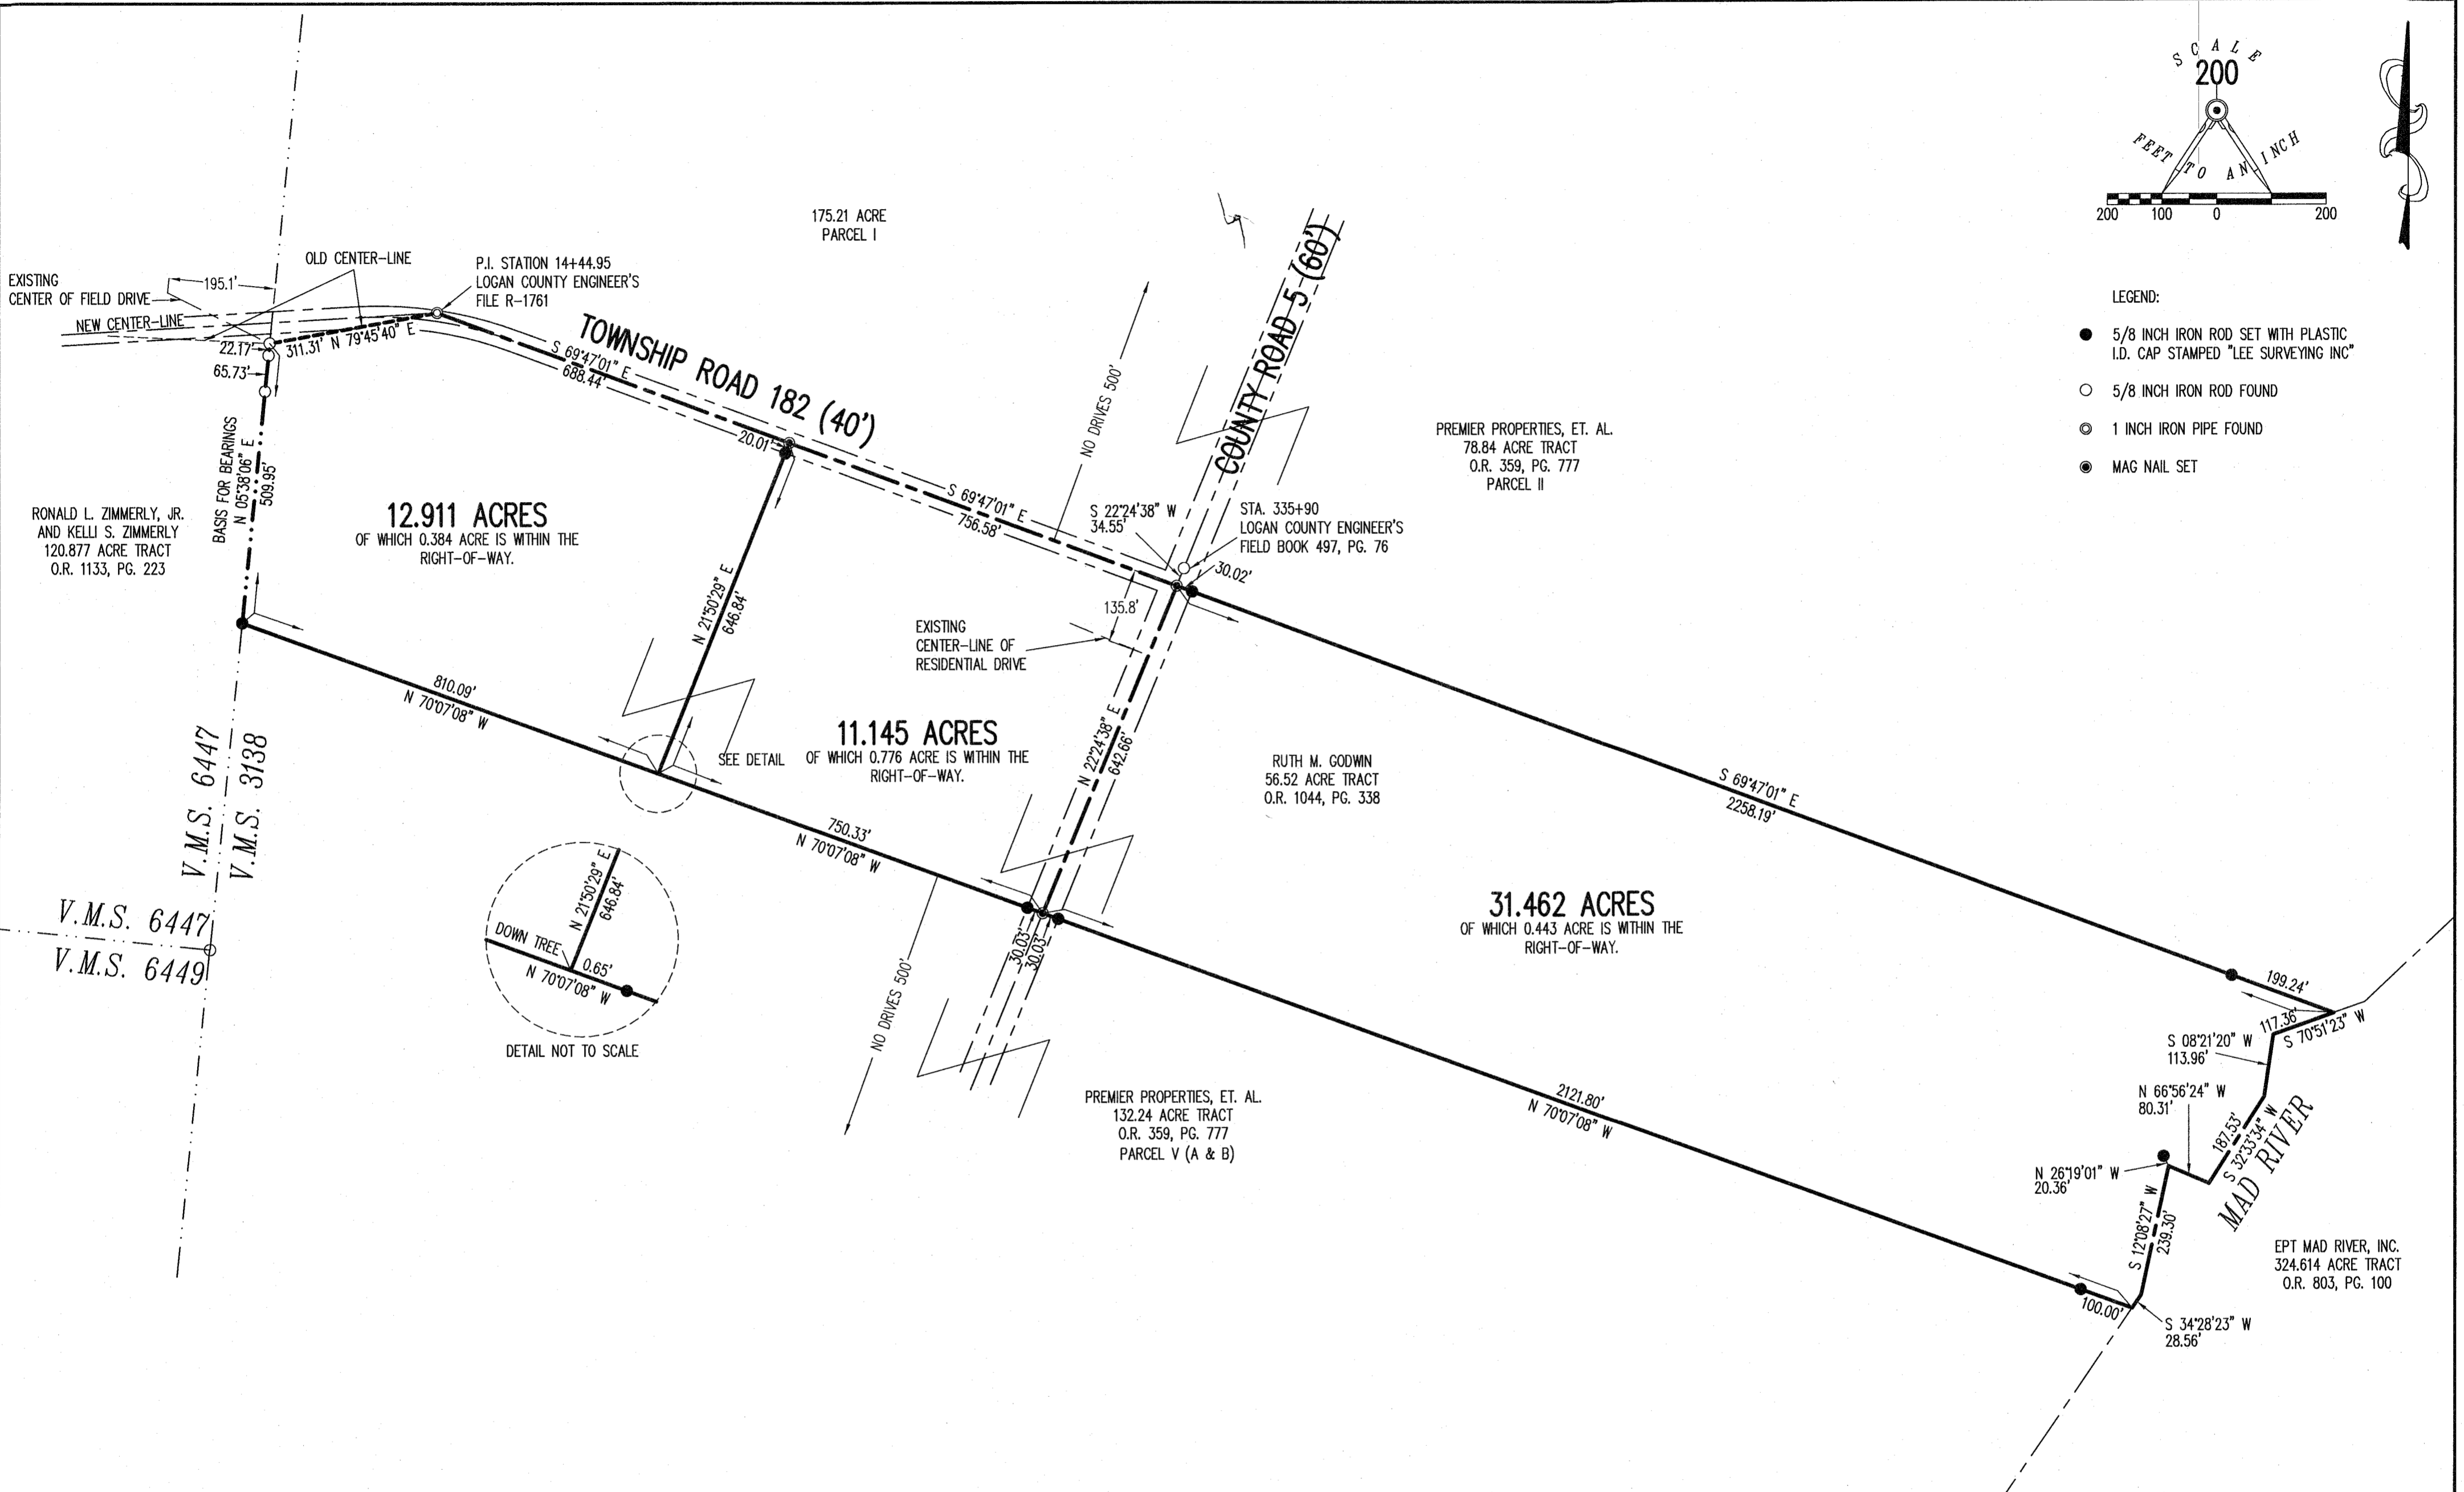 SCALE
200
FEET TO AN INCH
200 100 0 200
LEGEND:
5/8 INCH IRON ROD SET WITH PLASTIC
I.D. CAP STAMPED "LEE SURVEYING INC"
5/8 INCH IRON ROD FOUND
1 INCH IRON PIPE FOUND
MAG NAIL SET
175.21 ACRE
PARCEL I
EXISTING
CENTER OF FIELD DRIVE
195.1'
OLD CENTER-LINE
P.I. STATION 14+44.95
LOGAN COUNTY ENGINEER'S
FILE R-1761
NEW CENTER-LINE
22.17'
311.31' N 79°45'40" E
65.73'
TOWNSHIP ROAD 182 (40')
S 69°47'01" E
688.44'
20.01'
NO DRIVES 500'
COUNTY ROAD 5 (60')
BASIS FOR BEARINGS
N 05°38'06" E
509.95'
RONALD L. ZIMMERLY, JR.
AND KELLI S. ZIMMERLY
120.877 ACRE TRACT
O.R. 1133, PG. 223
12.911 ACRES
OF WHICH 0.384 ACRE IS WITHIN THE
RIGHT-OF-WAY.
S 69°47'01" E
756.58'
S 22°24'38" W
34.55'
STA. 335+90
LOGAN COUNTY ENGINEER'S
FIELD BOOK 497, PG. 76
30.02'
PREMIER PROPERTIES, ET. AL.
78.84 ACRE TRACT
O.R. 359, PG. 777
PARCEL II
N 21°50'29" E
646.84'
135.8'
EXISTING
CENTER-LINE OF
RESIDENTIAL DRIVE
810.09'
N 70°07'08" W
SEE DETAIL
11.145 ACRES
OF WHICH 0.776 ACRE IS WITHIN THE
RIGHT-OF-WAY.
N 22°24'38" E
642.66'
RUTH M. GODWIN
56.52 ACRE TRACT
O.R. 1044, PG. 338
S 69°47'01" E
2258.19'
V.M.S. 6447
V.M.S. 3138
750.33'
N 70°07'08" W
V.M.S. 6447
V.M.S. 6449
N 21°50'29" E
646.84'
DOWN TREE
0.65'
N 70°07'08" W
DETAIL NOT TO SCALE
30.03'
30.03'
NO DRIVES 500'
31.462 ACRES
OF WHICH 0.443 ACRE IS WITHIN THE
RIGHT-OF-WAY.
199.24'
117.36'
S 70°51'23" W
S 08°21'20" W
113.96'
N 66°56'24" W
80.31'
187.53'
S 32°33'34" W
MAD RIVER
2121.80'
N 70°07'08" W
PREMIER PROPERTIES, ET. AL.
132.24 ACRE TRACT
O.R. 359, PG. 777
PARCEL V (A & B)
N 26°19'01" W
20.36'
S 12°08'27" W
239.30'
EPT MAD RIVER, INC.
324.614 ACRE TRACT
O.R. 803, PG. 100
100.00'
S 34°28'23" W
28.56'